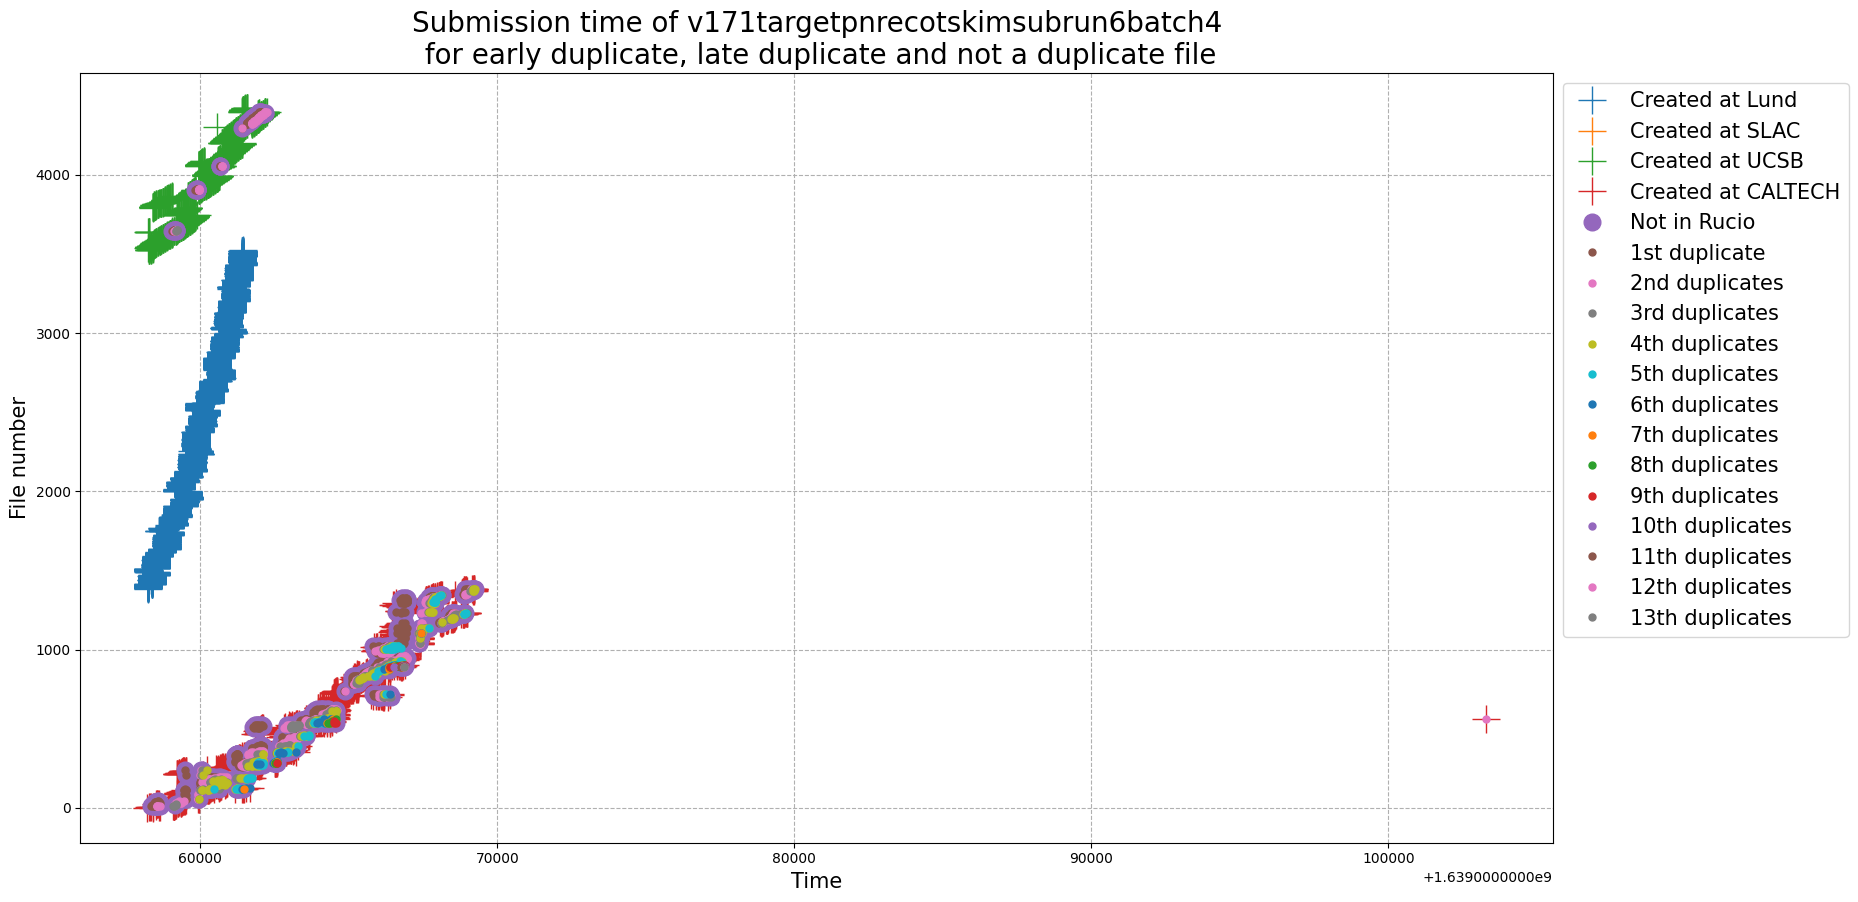 Submission time of v171targetpnrecotskimsubrun6batch4
for early duplicate, late duplicate and not a duplicate file
File number
4000
3000
2000
1000
0
60000
70000
80000
90000
100000
Time
+1.6390000000e9
Created at Lund
Created at SLAC
Created at UCSB
Created at CALTECH
Not in Rucio
1st duplicate
2nd duplicates
3rd duplicates
4th duplicates
5th duplicates
6th duplicates
7th duplicates
8th duplicates
9th duplicates
10th duplicates
11th duplicates
12th duplicates
13th duplicates